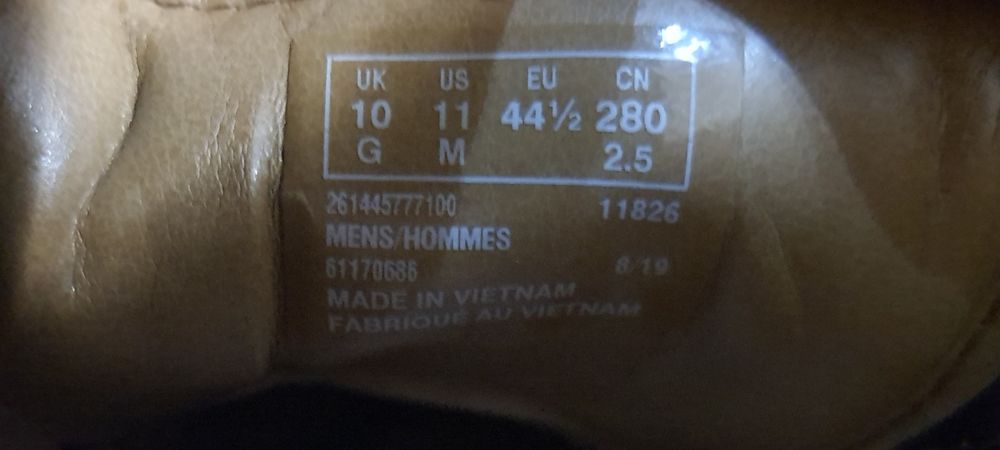 UK US EU CN
10 11 44½ 280
G M 2.5
261445777100 11826
MENS/HOMMES
61170686 8/19
MADE IN VIETNAM
FABRIQUÉ AU VIETNAM